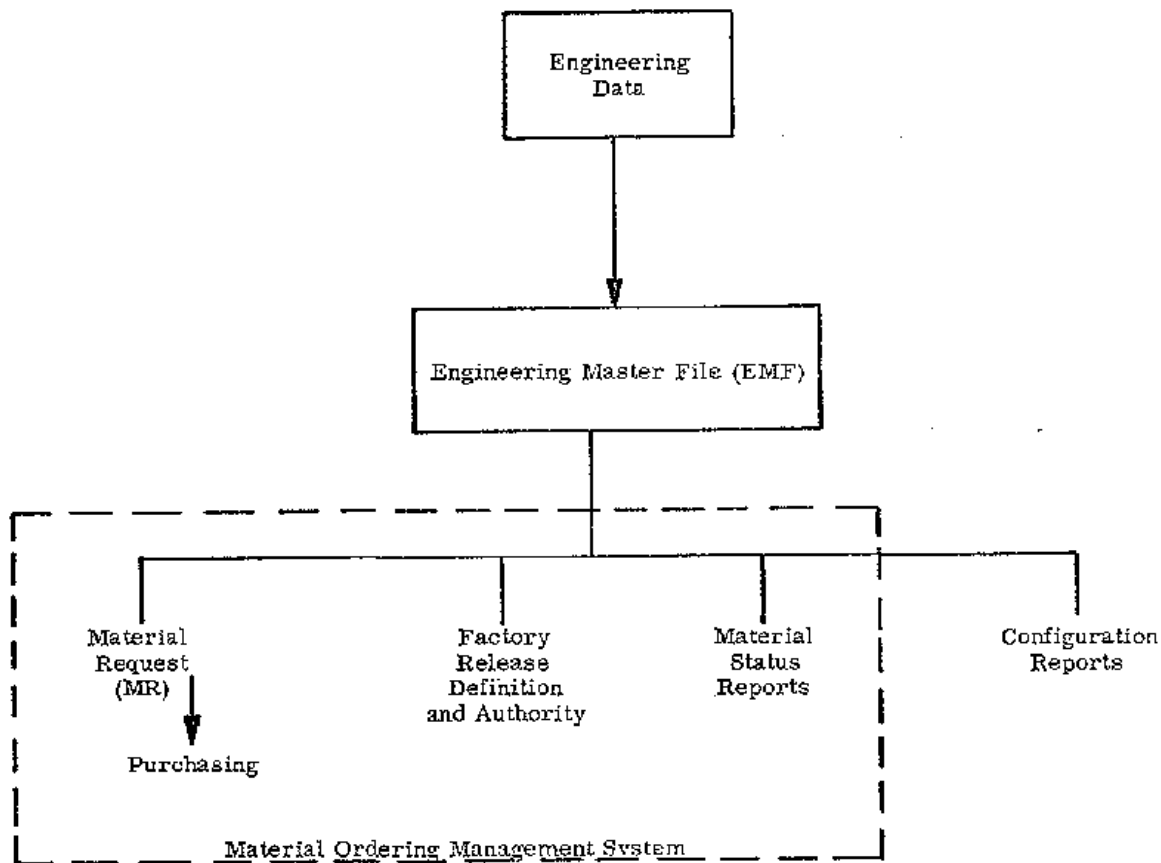 Engineering
Data
Engineering Master File (EMF)
Material
Request
(MR)
Purchasing
Factory
Release
Definition
and Authority
Material
Status
Reports
Configuration
Reports
Material Ordering Management System